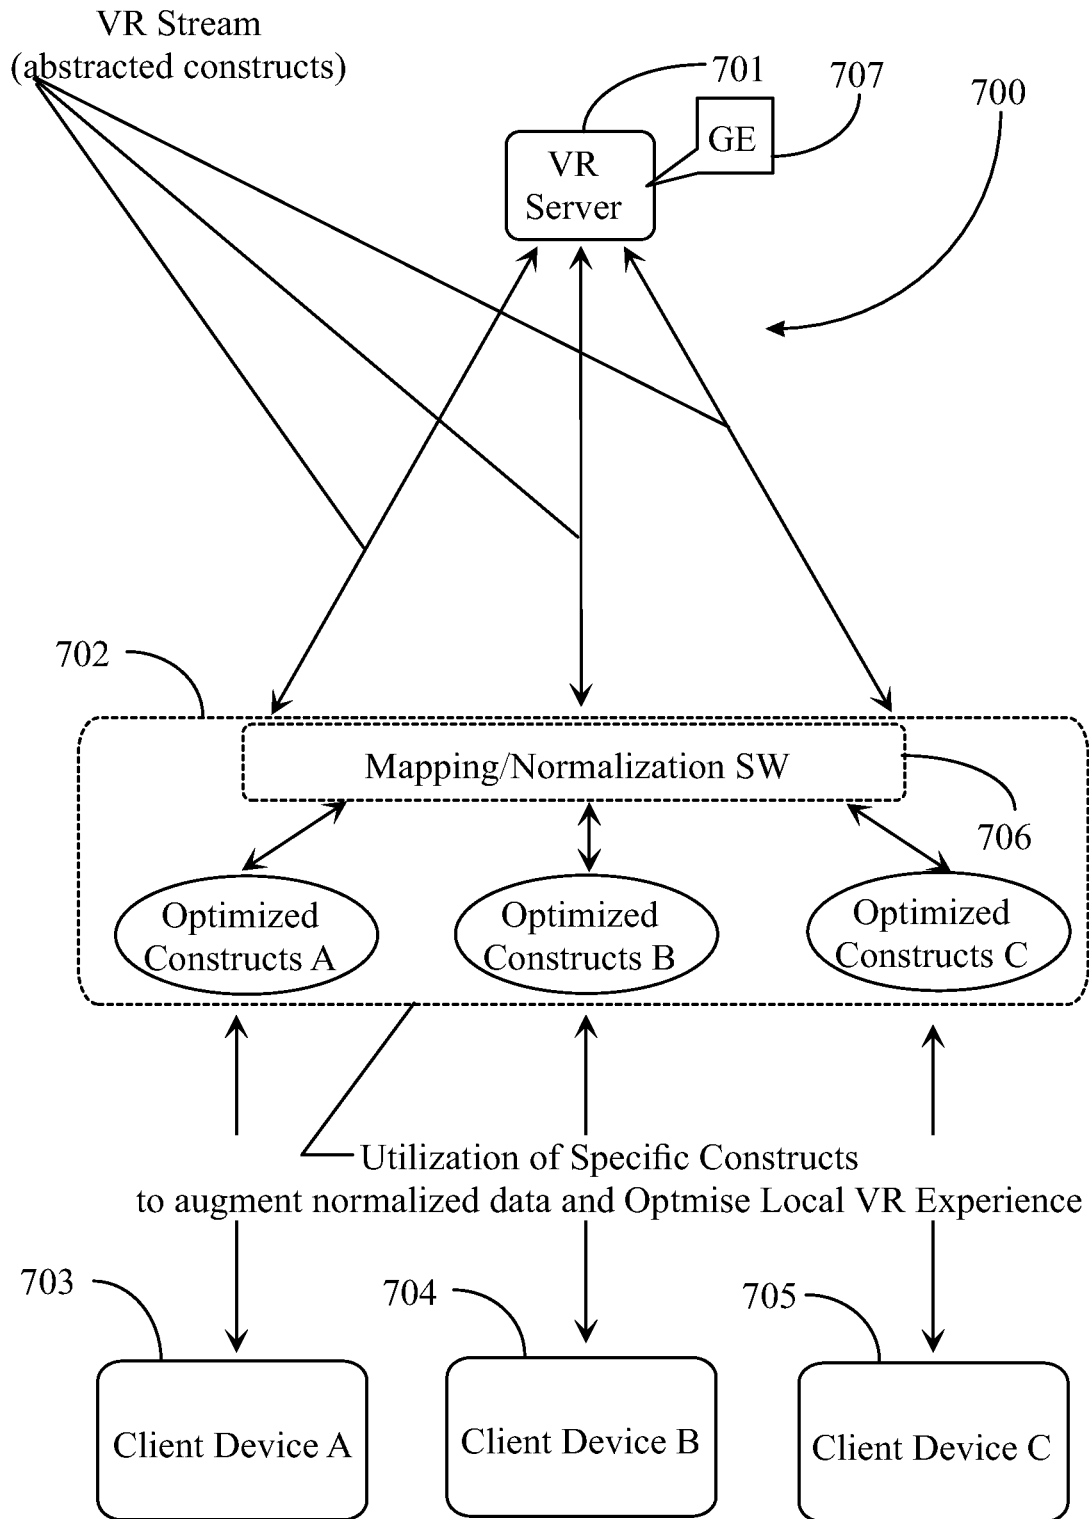 VR Stream
(abstracted constructs)
701
707
700
GE
VR
Server
702
Mapping/Normalization SW
706
Optimized
Constructs A
Optimized
Constructs B
Optimized
Constructs C
Utilization of Specific Constructs
to augment normalized data and Optmise Local VR Experience
703
704
705
Client Device A
Client Device B
Client Device C